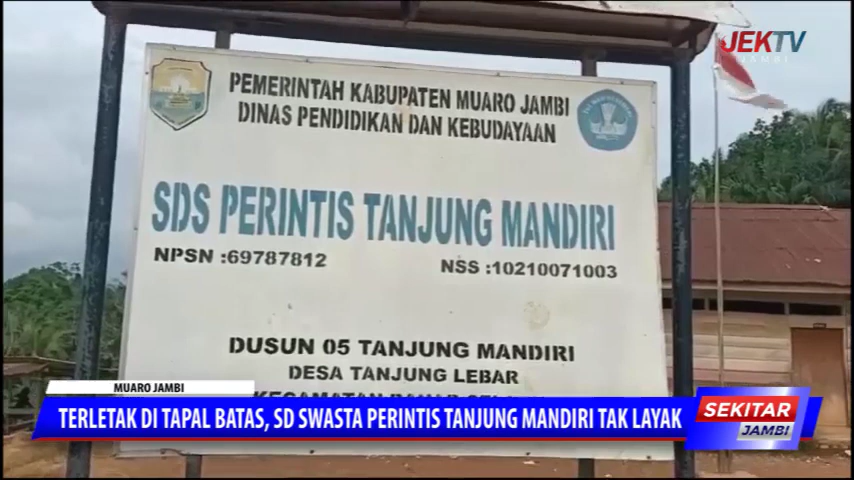 JEKTV
JAMBI
PEMERINTAH KABUPATEN MUARO JAMBI
DINAS PENDIDIKAN DAN KEBUDAYAAN
SDS PERINTIS TANJUNG MANDIRI
NPSN :69787812
NSS :10210071003
DUSUN 05 TANJUNG MANDIRI
DESA TANJUNG LEBAR
MUARO JAMBI
TERLETAK DI TAPAL BATAS, SD SWASTA PERINTIS TANJUNG MANDIRI TAK LAYAK
SEKITAR
JAMBI